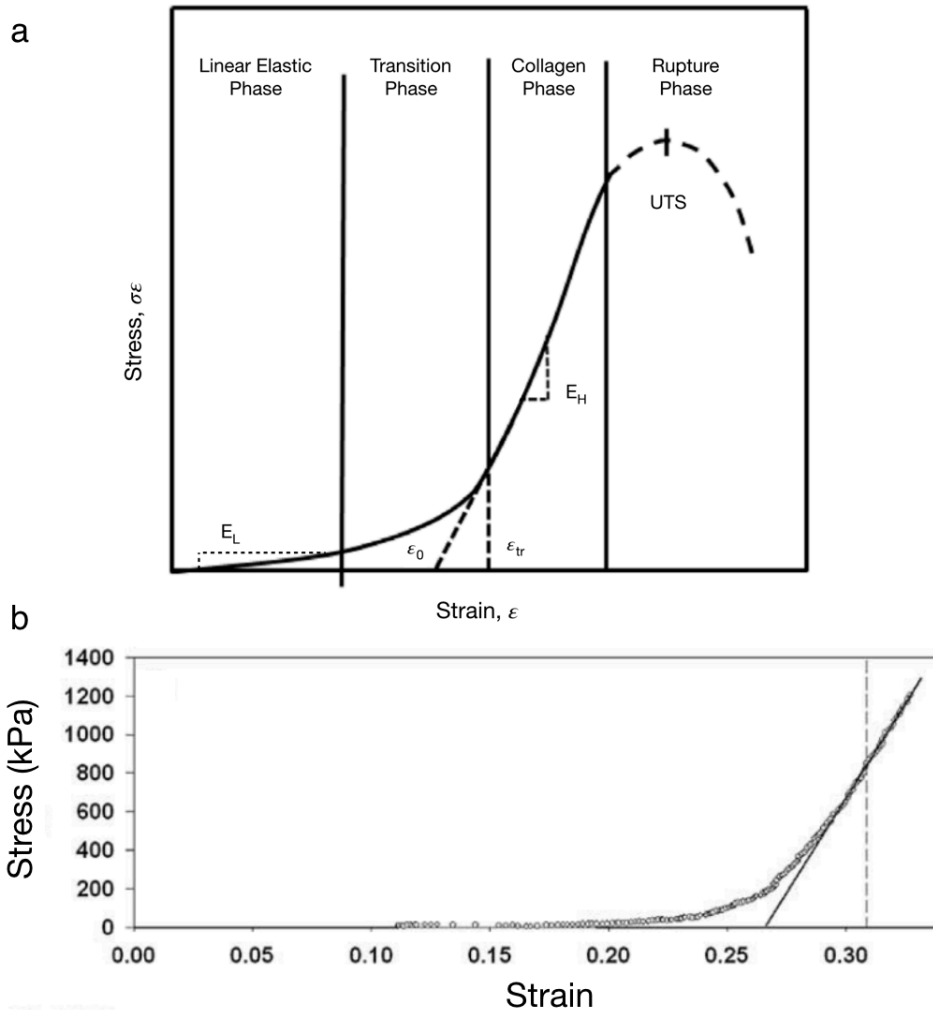 a
Linear Elastic Phase
Transition Phase
Collagen Phase
Rupture Phase
UTS
Stress, σε
E_H
E_L
ε_0
ε_tr
Strain, ε
b
1400
1200
1000
800
600
400
200
0
Stress (kPa)
0.00 0.05 0.10 0.15 0.20 0.25 0.30
Strain